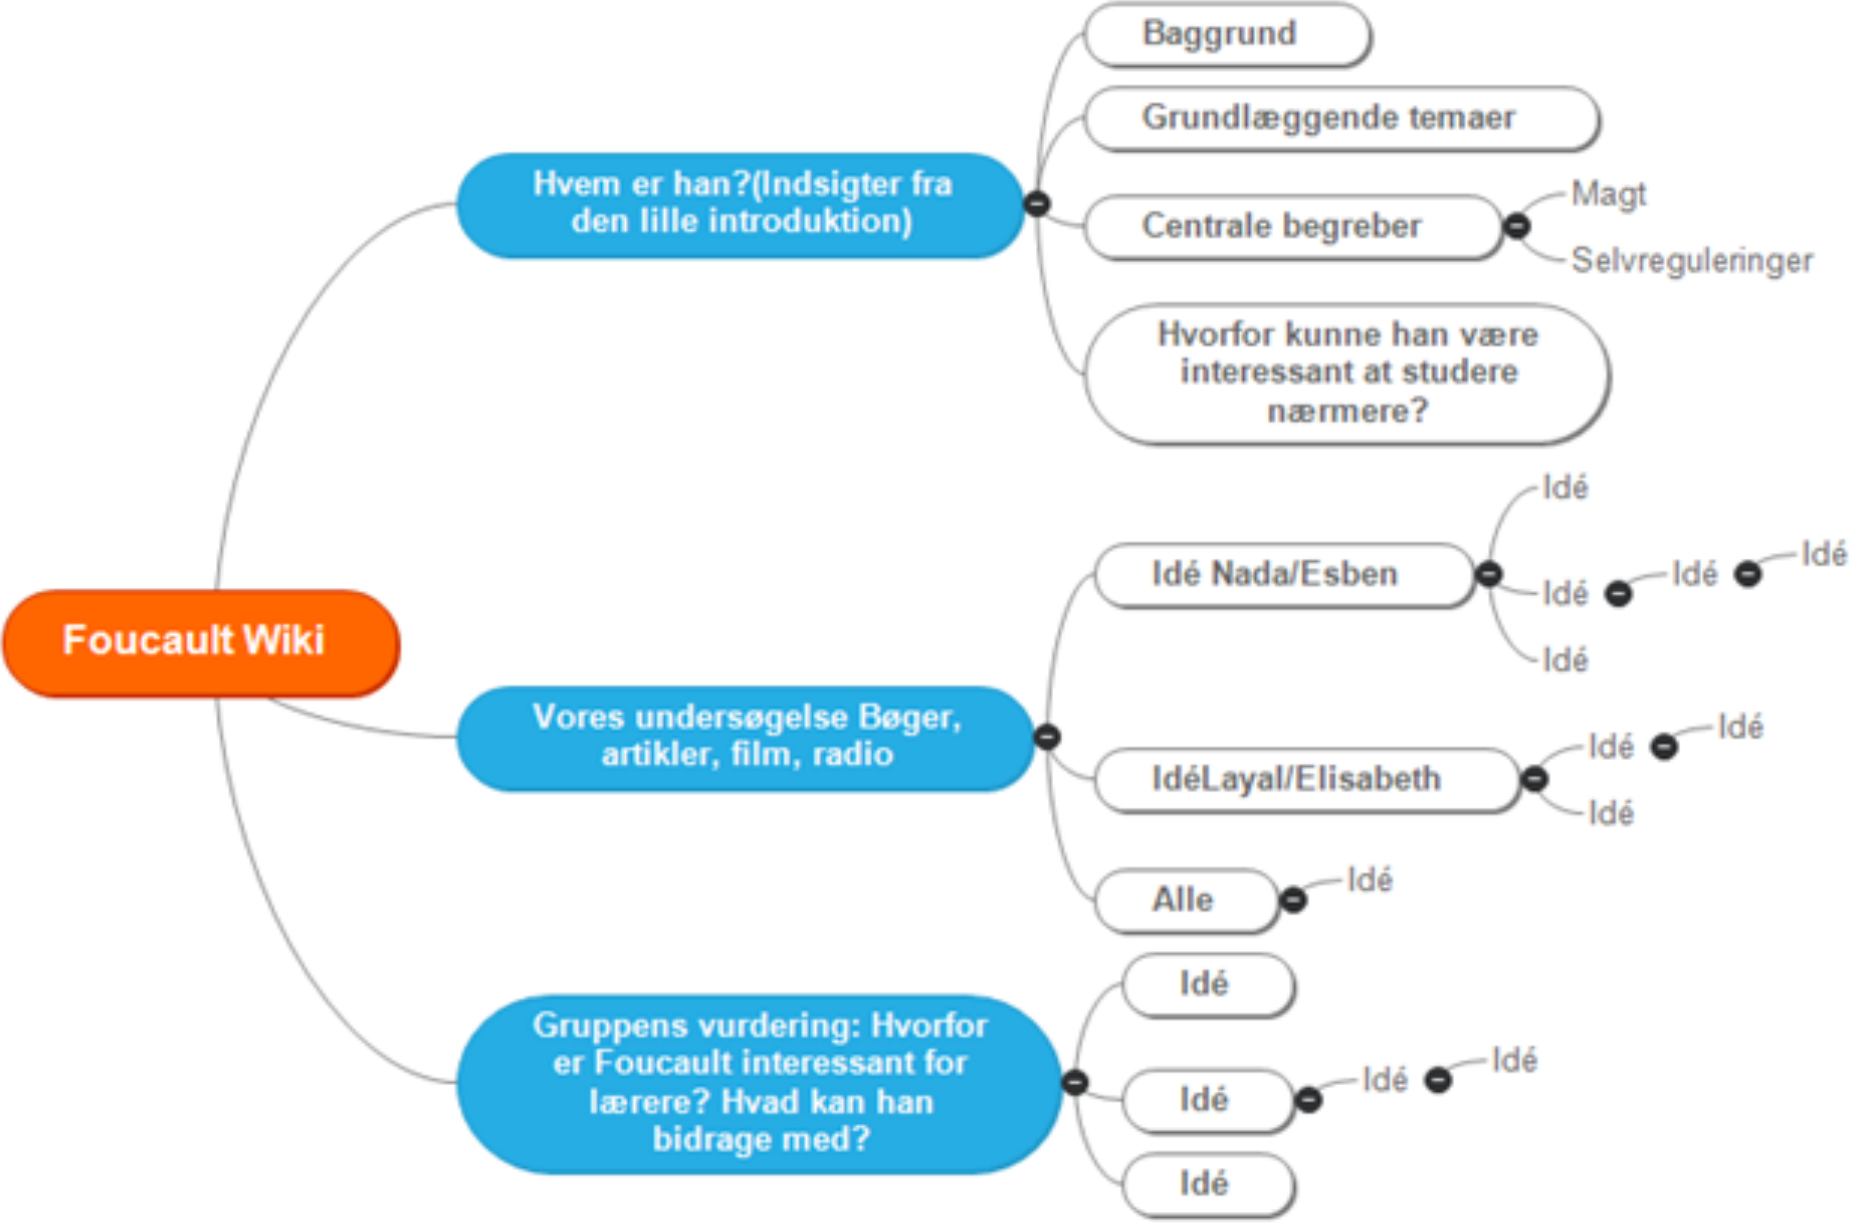 Foucault Wiki
Hvem er han?(Indsigter fra
den lille introduktion)
Baggrund
Grundlæggende temaer
Centrale begreber
Magt
Selvreguleringer
Hvorfor kunne han være
interessant at studere
nærmere?
Vores undersøgelse Bøger,
artikler, film, radio
Idé Nada/Esben
Idé
Idé
Idé
Idé
Idé
IdéLayal/Elisabeth
Idé
Idé
Idé
Alle
Idé
Gruppens vurdering: Hvorfor
er Foucault interessant for
lærere? Hvad kan han
bidrage med?
Idé
Idé
Idé
Idé
Idé